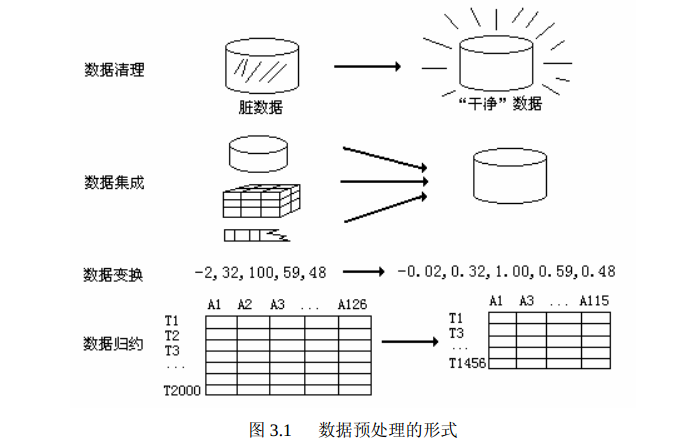 数据清理
脏数据
“干净”数据
数据集成
数据变换 -2,32,100,59,48 -0.02,0.32,1.00,0.59,0.48
数据归约
A1 A2 A3 ... A126
T1
T2
T3
...
T2000
A1 A3 ... A115
T1
T3
...
T1456
图 3.1 数据预处理的形式